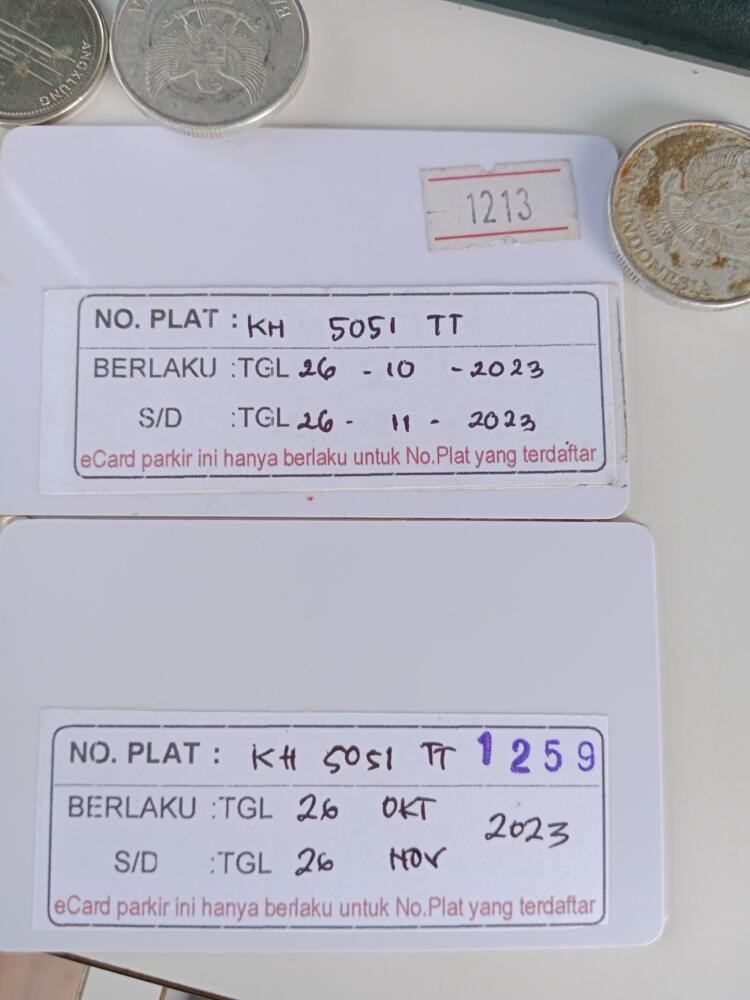 ANGKLUNG
INDONESIA
1213
NO. PLAT : KH 5051 TT
BERLAKU :TGL 26 - 10 - 2023
S/D :TGL 26 - 11 - 2023
eCard parkir ini hanya berlaku untuk No.Plat yang terdaftar
NO. PLAT : KH 5051 TT 1259
BERLAKU :TGL 26 OKT 2023
S/D :TGL 26 NOV
eCard parkir ini hanya berlaku untuk No.Plat yang terdaftar